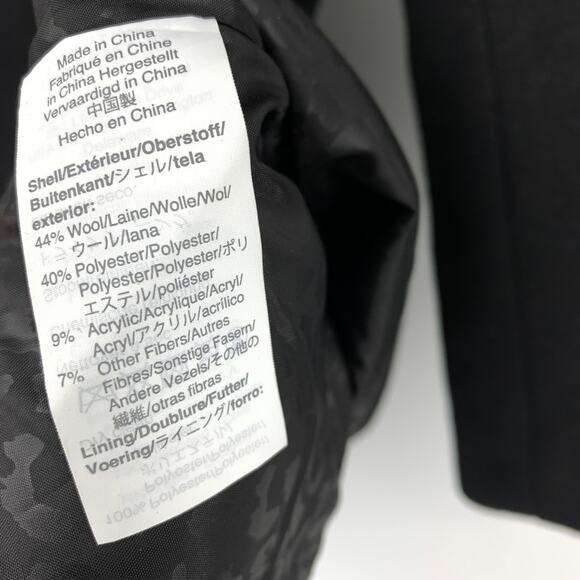 Made in China
Fabriqué en Chine
in China Hergestellt
Vervaardigd in China
中国製
Hecho en China
Shell/Extérieur/Oberstoff/
Buitenkant/シェル/tela
exterior:
44% Wool/Laine/Wolle/Wol/
ウール/lana
40% Polyester/Polyester/
Polyester/Polyester/ポリ
エステル/poliéster
9% Acrylic/Acrylique/Acryl/
Acryl/アクリル/acrílico
7% Other Fibers/Autres
Fibres/Sonstige Fasern/
Andere Vezels/その他の
繊維/otras fibras
Lining/Doublure/Futter/
Voering/ライニング/forro: